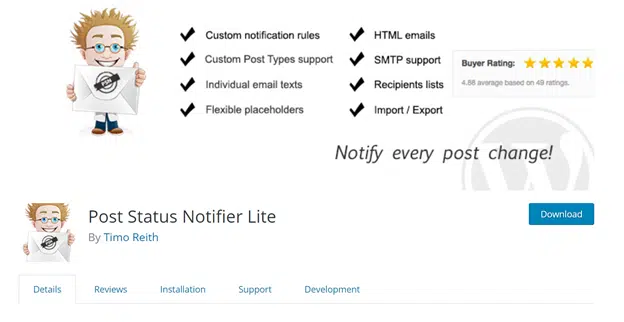 Custom notification rules
HTML emails
Custom Post Types support
SMTP support
Individual email texts
Recipients lists
Flexible placeholders
Import / Export
Buyer Rating:
4.88 average based on 49 ratings.
Notify every post change!
Post Status Notifier Lite
By Timo Reith
Download
Details
Reviews
Installation
Support
Development